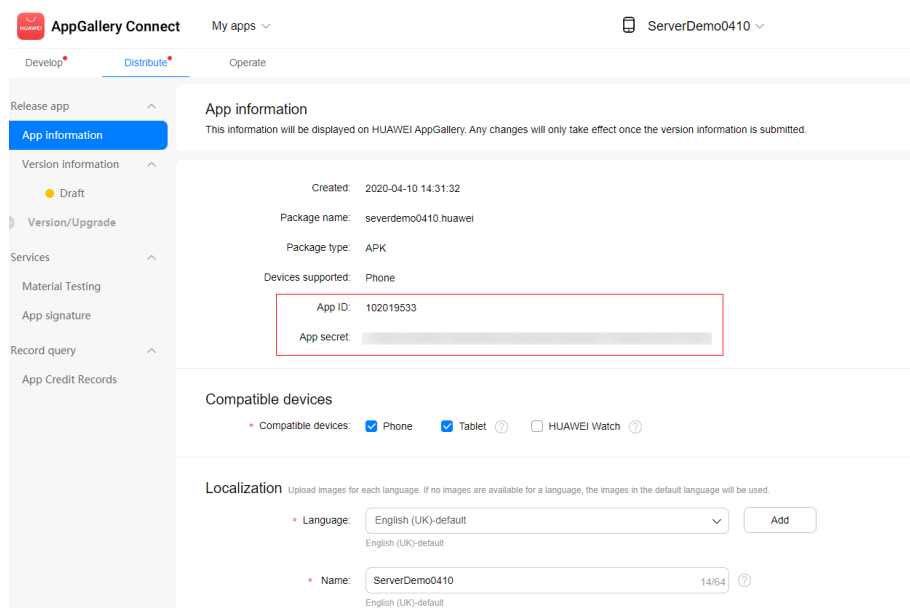 HUAWEI
AppGallery Connect
My apps
ServerDemo0410
Develop
Distribute
Operate
Release app
App information
Version information
Draft
Version/Upgrade
Services
Material Testing
App signature
Record query
App Credit Records
App information
This information will be displayed on HUAWEI AppGallery. Any changes will only take effect once the version information is submitted.
Created: 2020-04-10 14:31:32
Package name: severdemo0410.huawei
Package type: APK
Devices supported: Phone
App ID: 102019533
App secret:
Compatible devices
* Compatible devices: Phone Tablet ? HUAWEI Watch ?
Localization Upload images for each language. If no images are available for a language, the images in the default language will be used.
* Language: English (UK)-default Add
English (UK)-default
* Name: ServerDemo0410 14/64 ?
English (UK)-default